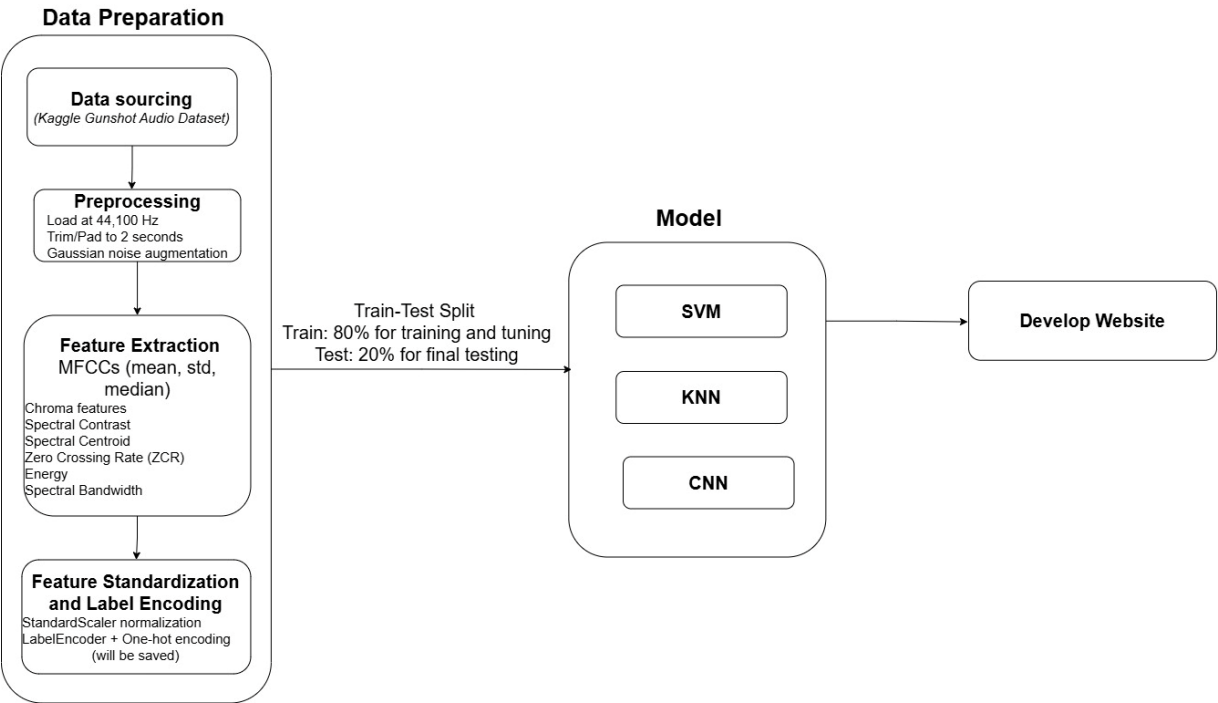 Data Preparation
Data sourcing
(Kaggle Gunshot Audio Dataset)
Preprocessing
Load at 44,100 Hz
Trim/Pad to 2 seconds
Gaussian noise augmentation
Feature Extraction
MFCCs (mean, std,
median)
Chroma features
Spectral Contrast
Spectral Centroid
Zero Crossing Rate (ZCR)
Energy
Spectral Bandwidth
Feature Standardization
and Label Encoding
StandardScaler normalization
LabelEncoder + One-hot encoding
(will be saved)
Train-Test Split
Train: 80% for training and tuning
Test: 20% for final testing
Model
SVM
KNN
CNN
Develop Website